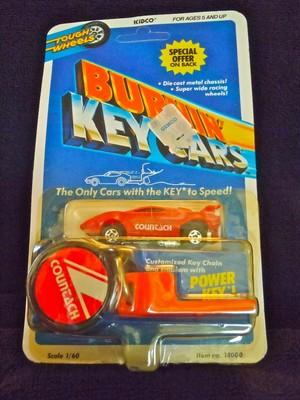 TOUGH
WHEELS
KIDCO
FOR AGES 5 AND UP
SPECIAL
OFFER
ON BACK
• Die cast metal chassis!
• Super wide racing
wheels!
BURNIN'
KEY CARS
The Only Cars with the KEY to Speed!
COUNTACH
Customized Key Chain
and Emblem with
POWER
KEY!
COUNTACH
Scale 1/60
Item no.